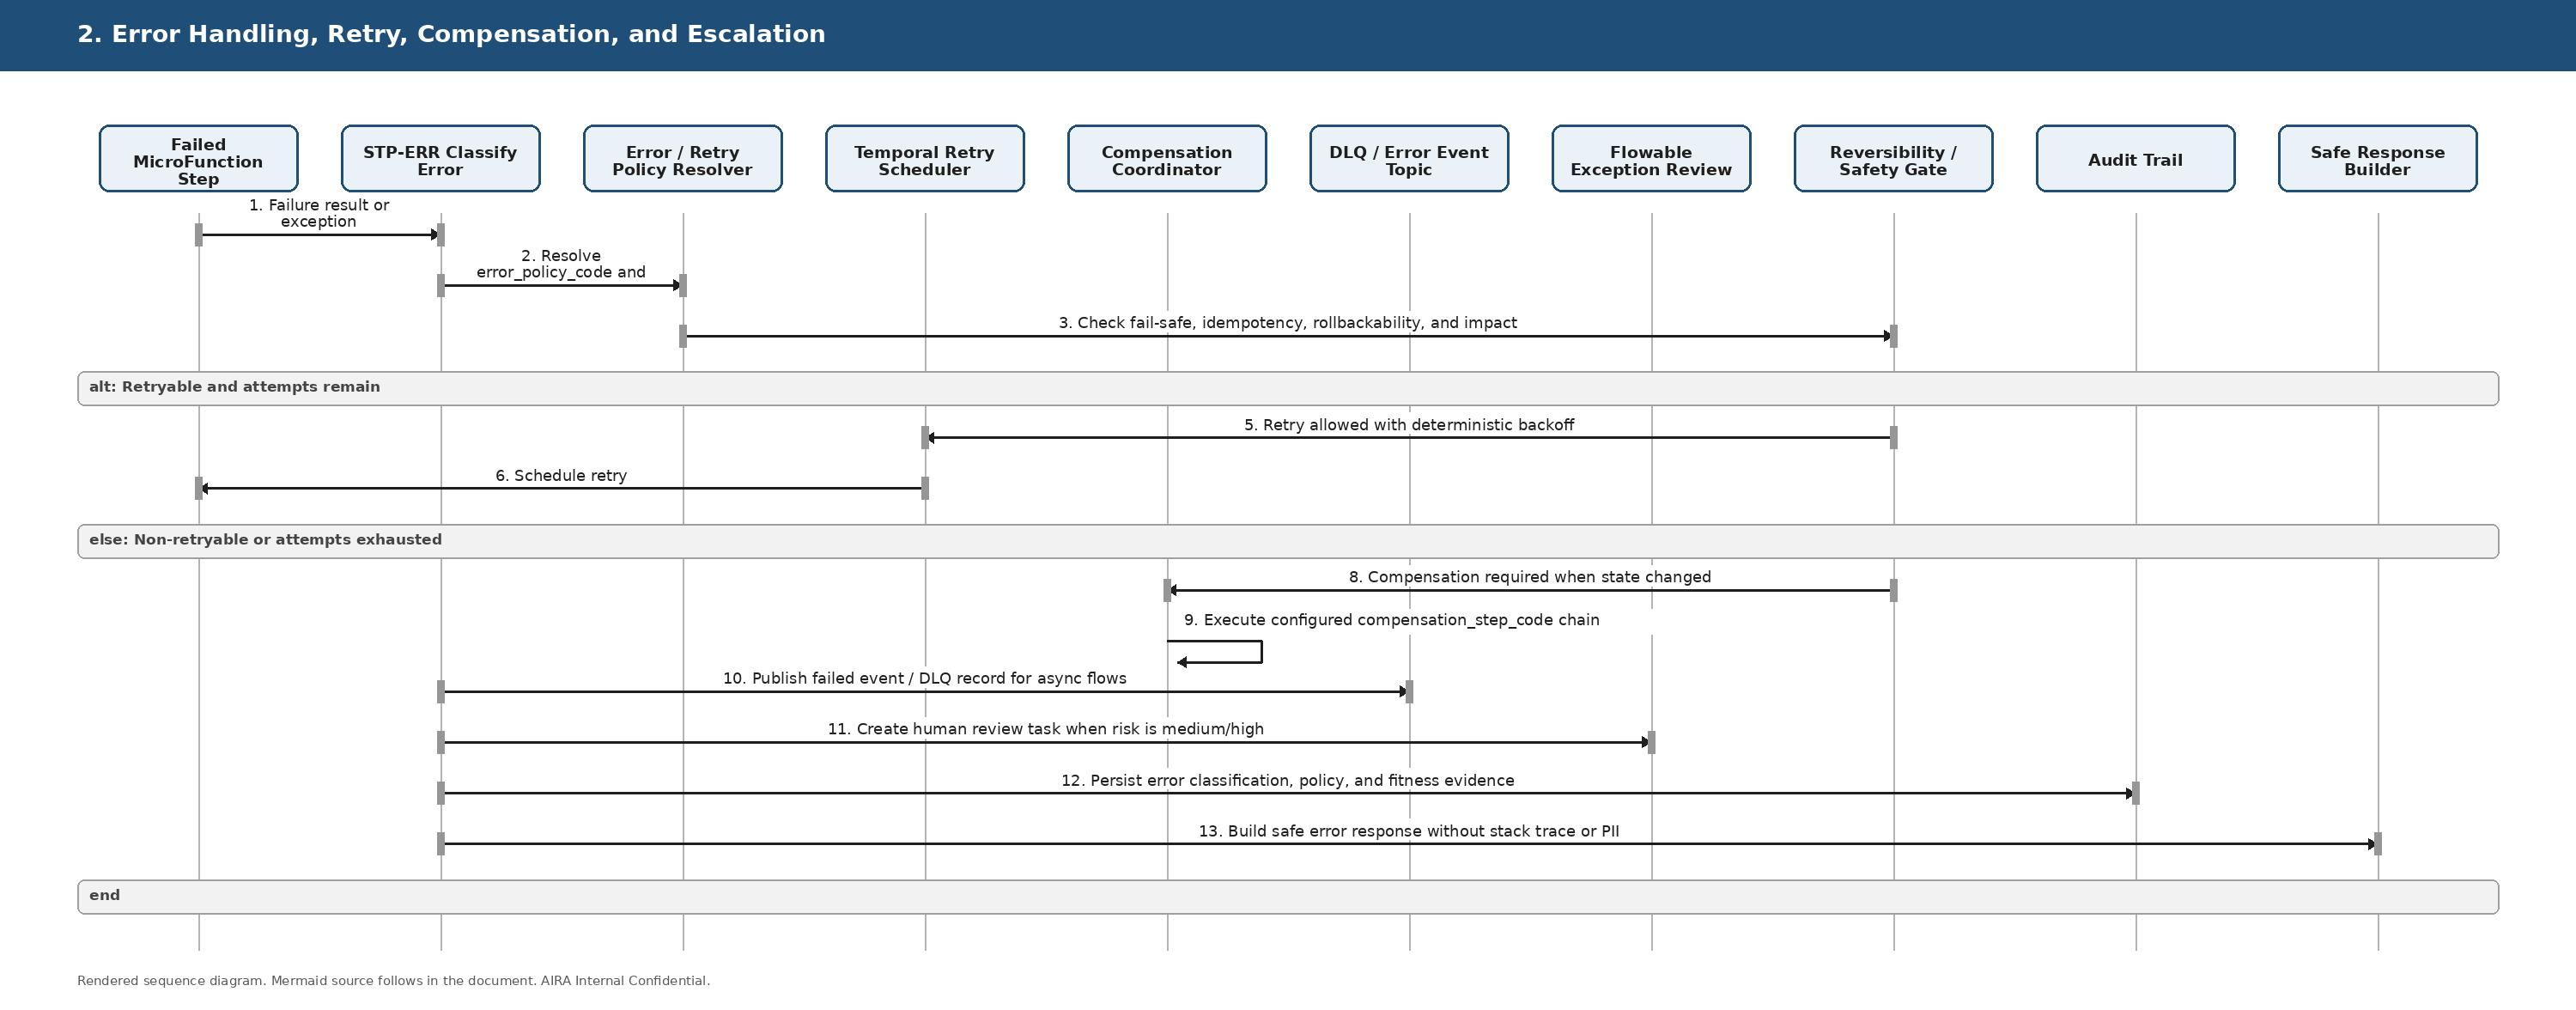 2. Error Handling, Retry, Compensation, and Escalation
Failed
MicroFunction
Step
STP-ERR Classify
Error
Error / Retry
Policy Resolver
Temporal Retry
Scheduler
Compensation
Coordinator
DLQ / Error Event
Topic
Flowable
Exception Review
Reversibility /
Safety Gate
Audit Trail
Safe Response
Builder
1. Failure result or
exception
2. Resolve
error_policy_code and
3. Check fail-safe, idempotency, rollbackability, and impact
alt: Retryable and attempts remain
5. Retry allowed with deterministic backoff
6. Schedule retry
else: Non-retryable or attempts exhausted
8. Compensation required when state changed
9. Execute configured compensation_step_code chain
10. Publish failed event / DLQ record for async flows
11. Create human review task when risk is medium/high
12. Persist error classification, policy, and fitness evidence
13. Build safe error response without stack trace or PII
end
Rendered sequence diagram. Mermaid source follows in the document. AIRA Internal Confidential.